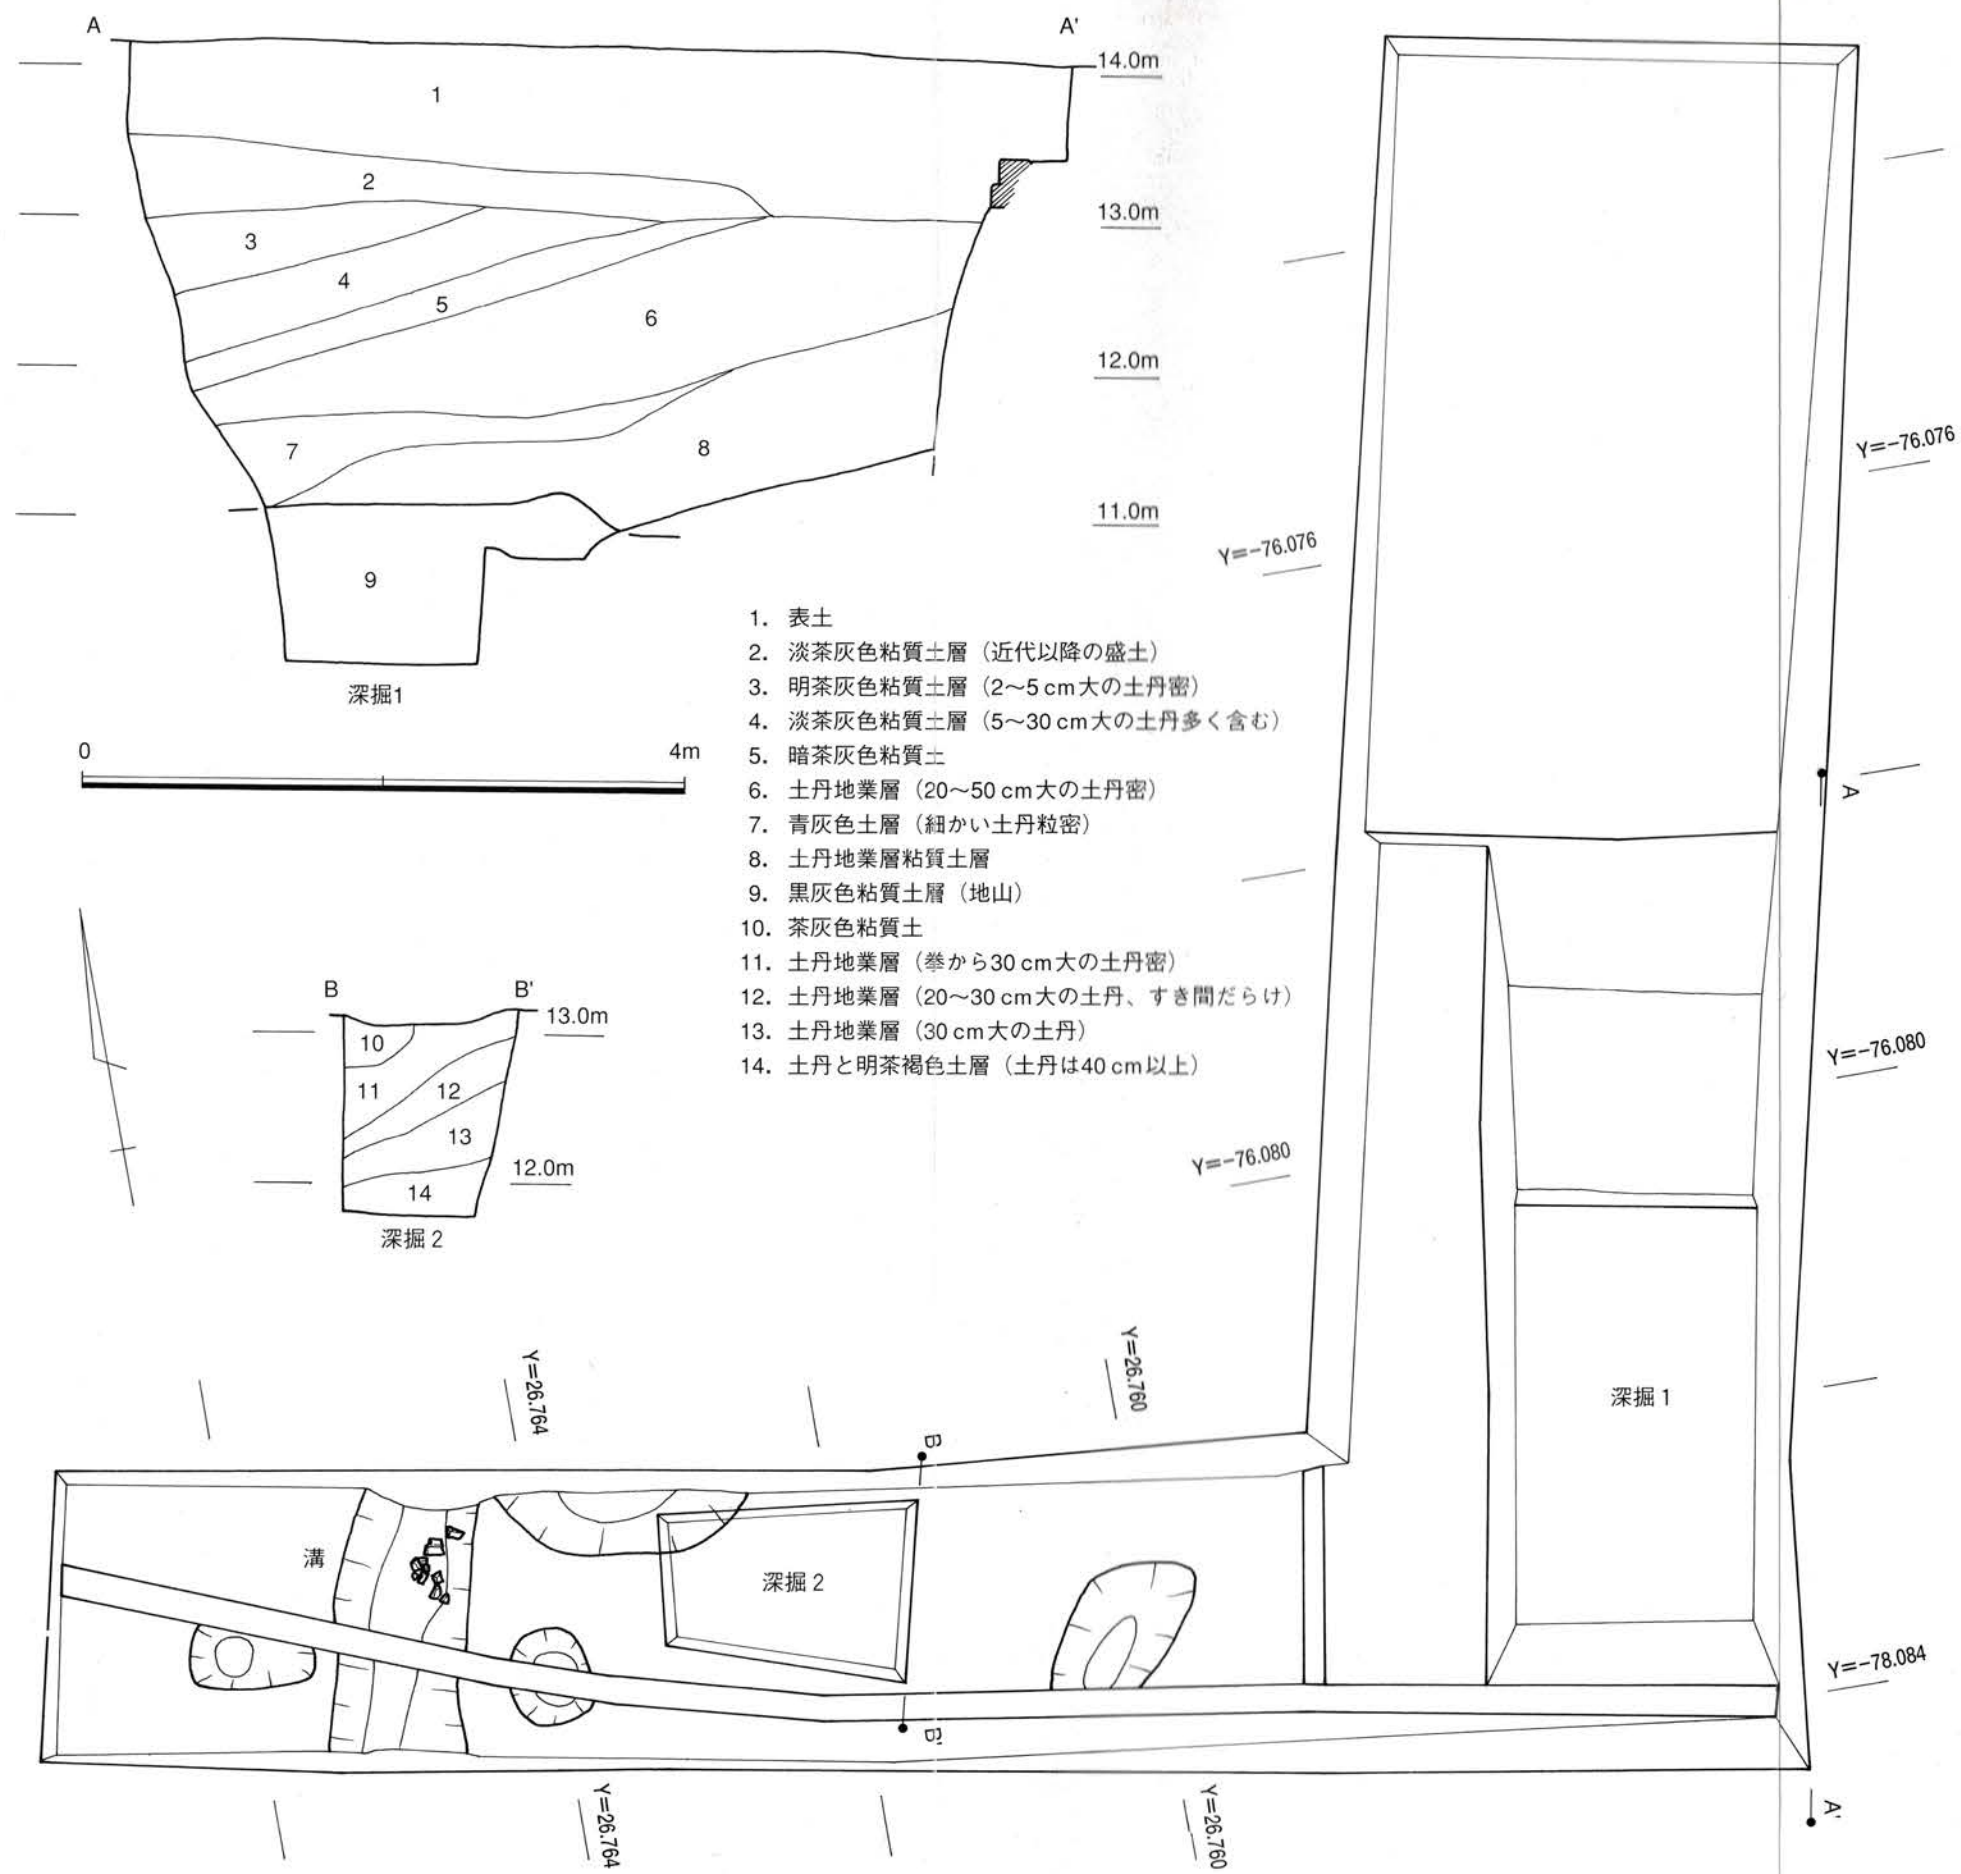 A
A'
14.0m
1
2
13.0m
3
4
5
6
12.0m
7
8
11.0m
9
深掘1
0
4m
1. 表土
2. 淡茶灰色粘質土層（近代以降の盛土）
3. 明茶灰色粘質土層（2〜5cm大の土丹密）
4. 淡茶灰色粘質土層（5〜30cm大の土丹多く含む）
5. 暗茶灰色粘質土
6. 土丹地業層（20〜50cm大の土丹密）
7. 青灰色土層（細かい土丹粒密）
8. 土丹地業層粘質土層
9. 黒灰色粘質土層（地山）
10. 茶灰色粘質土
11. 土丹地業層（拳から30cm大の土丹密）
12. 土丹地業層（20〜30cm大の土丹、すき間だらけ）
13. 土丹地業層（30cm大の土丹）
14. 土丹と明茶褐色土層（土丹は40cm以上）
B
B'
13.0m
10
11
12
13
12.0m
14
深掘2
Y=-76.076
Y=-76.076
A
Y=-76.080
Y=-76.080
Y=26.764
Y=26.760
深掘1
B
溝
深掘2
Y=-78.084
B'
Y=26.764
Y=26.760
A'